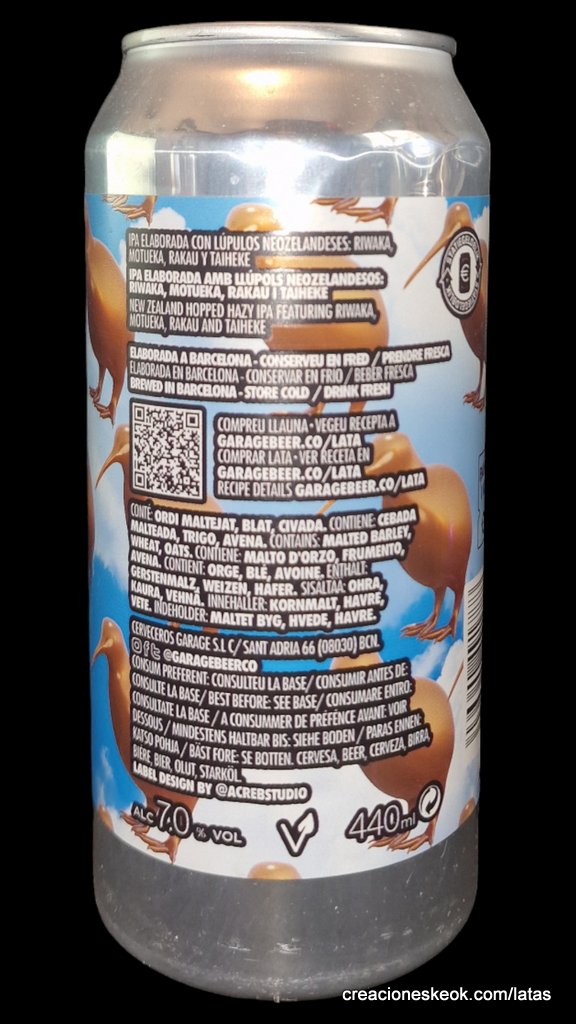 IPA ELABORADA CON LÚPULOS NEOZELANDESES: RIWAKA,
MOTUEKA, RAKAU Y TAIHEKE
IPA ELABORADA AMB LLÚPOLS NEOZELANDESOS:
RIWAKA, MOTUEKA, RAKAU I TAIHEKE
NEW ZEALAND HOPPED HAZY IPA FEATURING RIWAKA,
MOTUEKA, RAKAU AND TAIHEKE
ELABORADA A BARCELONA - CONSERVEU EN FRED / PRENDRE FRESCA
ELABORADA EN BARCELONA - CONSERVAR EN FRIO / BEBER FRESCA
BREWED IN BARCELONA - STORE COLD / DRINK FRESH
COMPREU LLAUNA - VEGEU RECEPTA A
GARAGEBEER.CO/LATA
COMPRAR LATA - VER RECETA EN
GARAGEBEER.CO/LATA
RECIPE DETAILS GARAGEBEER.CO/LATA
CONTÉ: ORDI MALTEJAT, BLAT, CIVADA. CONTIENE: CEBADA
MALTEADA, TRIGO, AVENA. CONTAINS: MALTED BARLEY,
WHEAT, OATS. CONTIENE: MALTO D'ORZO, FRUMENTO,
AVENA. CONTIENT: ORGE, BLÉ, AVOINE. ENTHALT:
GERSTENMALZ, WEIZEN, HAFER. SISALTAA: OHRA,
KAURA, VEHNÄ. INNEHALLER: KORNMALT, HAVRE,
VETE. INDEHOLDER: MALTET BYG, HVEDE, HAVRE.
CERVECEROS GARAGE S.L C/ SANT ADRIA 66 (08030) BCN.
@GARAGEBEERCO
CONSUM PREFERENT: CONSULTEU LA BASE/ CONSUMIR ANTES DE:
CONSULTE LA BASE/ BEST BEFORE: SEE BASE/ CONSUMARE ENTRO:
CONSULTATE LA BASE / A CONSUMMER DE PRÉFÉNCE AVANT: VOIR
DESSOUS / MINDESTENS HALTBAR BIS: SIEHE BODEN / PARAS ENNEN:
KATSO POHJA / BÄST FORE: SE BOTTEN. CERVESA, BEER, CERVEZA, BIRRA,
BIÈRE, BIER, OLUT, STARKÖL.
LABEL DESIGN BY @ACREBSTUDIO
ALC 7.0 % VOL
440ml
creacioneskeok.com/latas